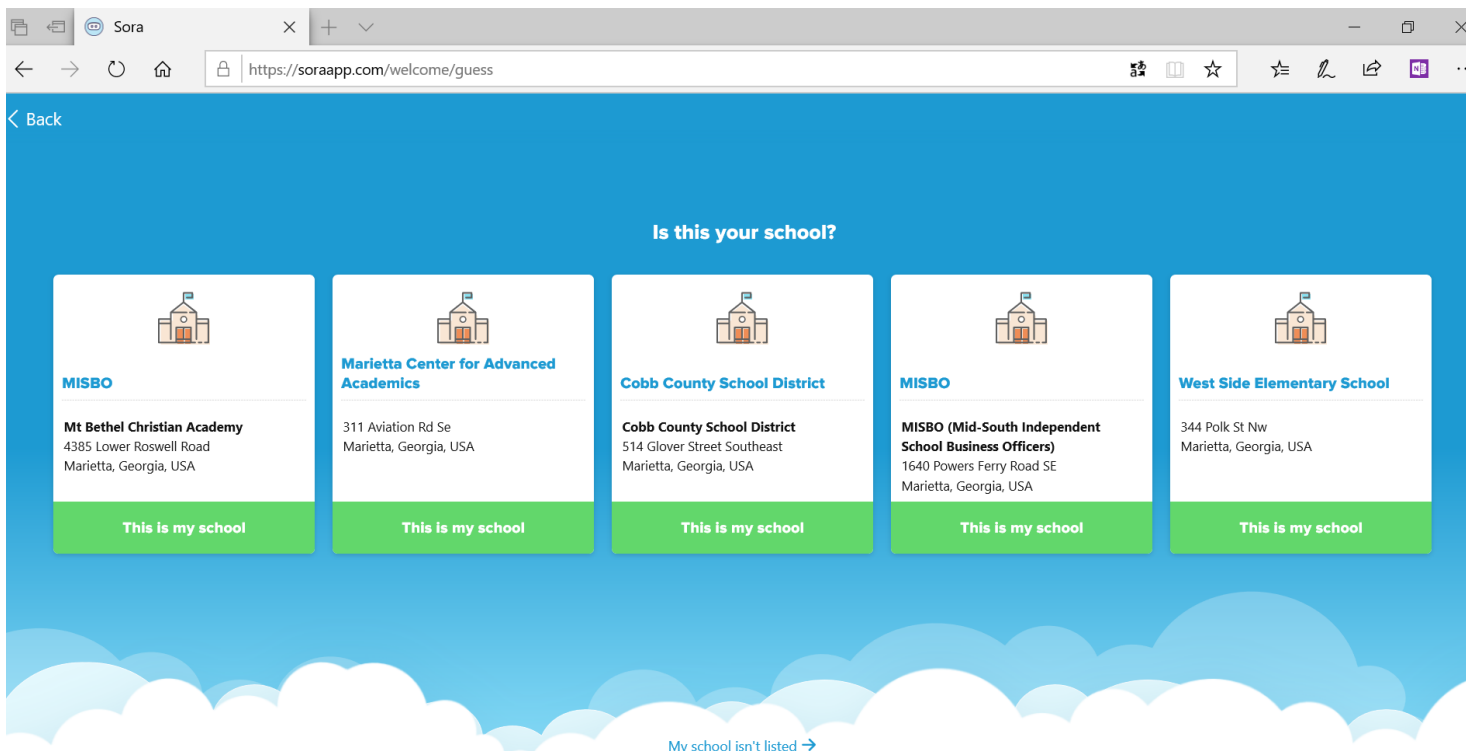 Sora
https://soraapp.com/welcome/guess
Back
Is this your school?
MISBO
Mt Bethel Christian Academy
4385 Lower Roswell Road
Marietta, Georgia, USA
This is my school
Marietta Center for Advanced
Academics
311 Aviation Rd Se
Marietta, Georgia, USA
This is my school
Cobb County School District
Cobb County School District
514 Glover Street Southeast
Marietta, Georgia, USA
This is my school
MISBO
MISBO (Mid-South Independent
School Business Officers)
1640 Powers Ferry Road SE
Marietta, Georgia, USA
This is my school
West Side Elementary School
344 Polk St Nw
Marietta, Georgia, USA
This is my school
My school isn't listed →